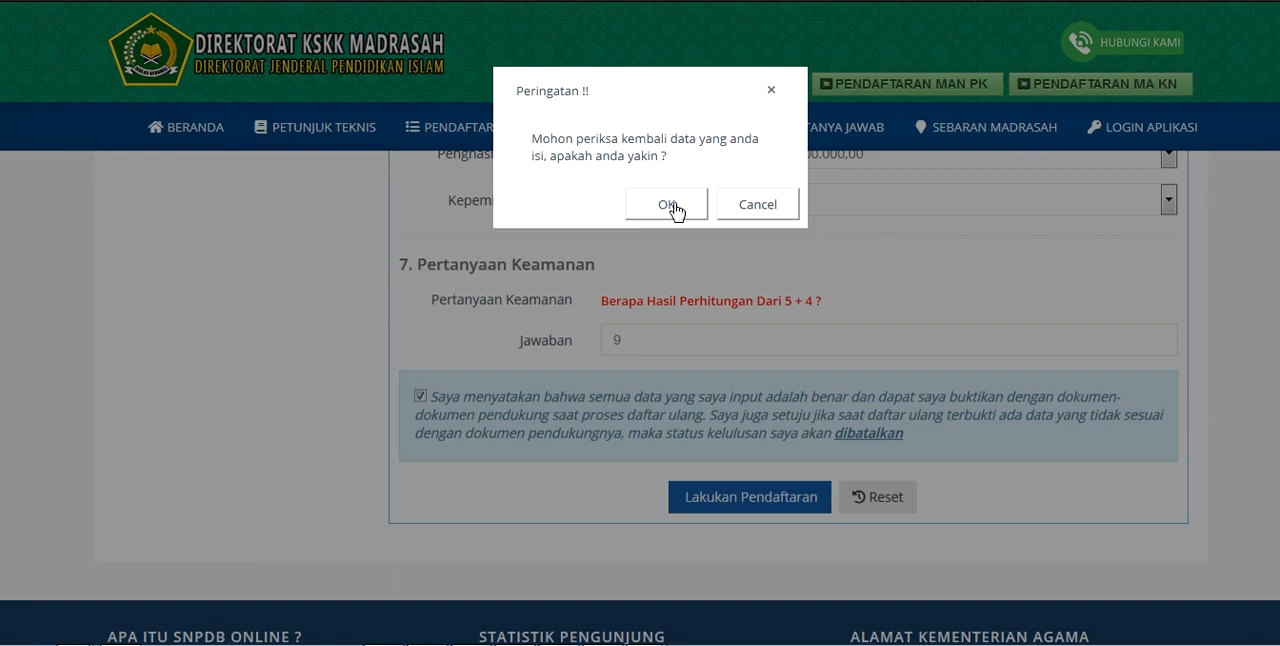 DIREKTORAT KSKK MADRASAH
DIREKTORAT JENDERAL PENDIDIKAN ISLAM
HUBUNGI KAMI
PENDAFTARAN MAN PK
PENDAFTARAN MA KN
BERANDA
PETUNJUK TEKNIS
PENDAFTAR
TANYA JAWAB
SEBARAN MADRASAH
LOGIN APLIKASI
Peringatan !!
×
Mohon periksa kembali data yang anda
isi, apakah anda yakin ?
OK
Cancel
Penghasi
00.000,00
Kepemi
7. Pertanyaan Keamanan
Pertanyaan Keamanan
Berapa Hasil Perhitungan Dari 5 + 4 ?
Jawaban
9
Saya menyatakan bahwa semua data yang saya input adalah benar dan dapat saya buktikan dengan dokumen-
dokumen pendukung saat proses daftar ulang. Saya juga setuju jika saat daftar ulang terbukti ada data yang tidak sesuai
dengan dokumen pendukungnya, maka status kelulusan saya akan dibatalkan
Lakukan Pendaftaran
Reset
APA ITU SNPDB ONLINE ?
STATISTIK PENGUNJUNG
ALAMAT KEMENTERIAN AGAMA